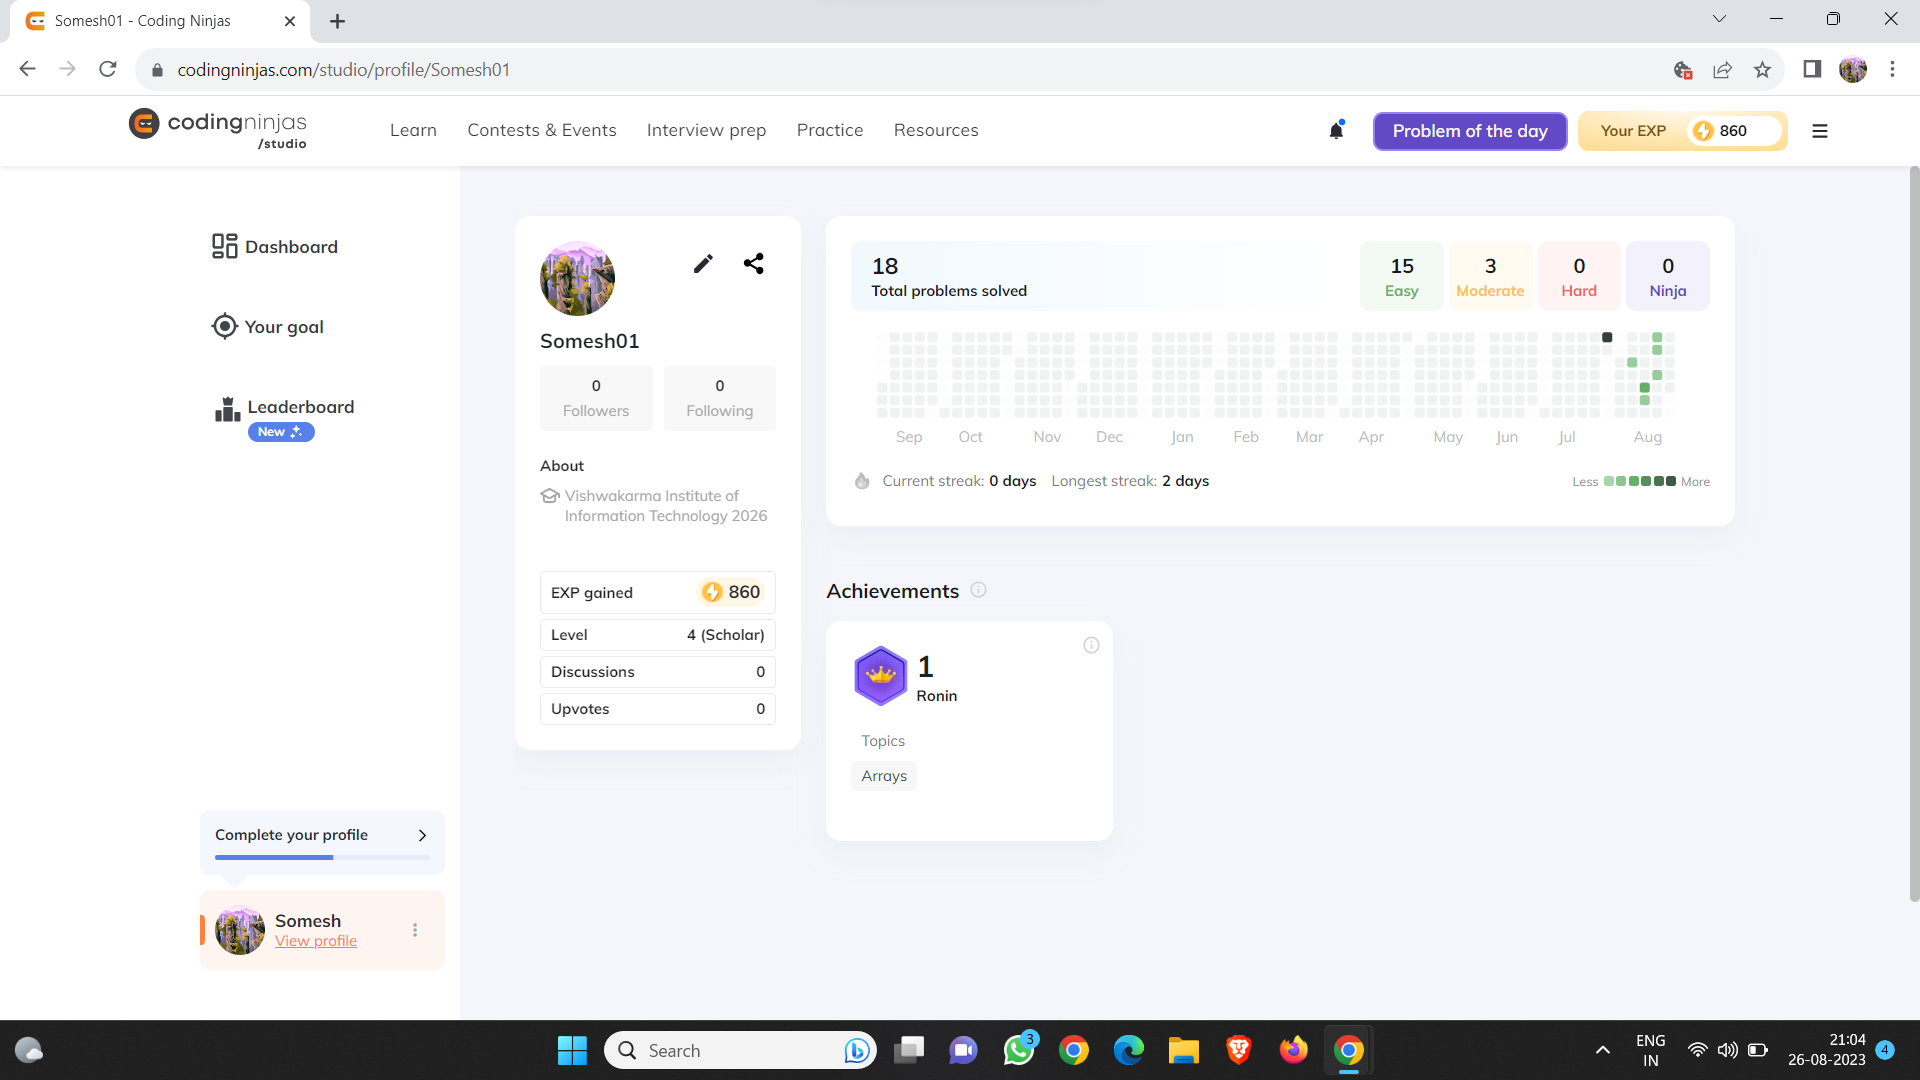 Somesh01 - Coding Ninjas
codingninjas.com/studio/profile/Somesh01
codingninjas
/studio
Learn
Contests & Events
Interview prep
Practice
Resources
Problem of the day
Your EXP
860
Dashboard
Your goal
Leaderboard
New
Complete your profile
Somesh
View profile
Somesh01
0
Followers
0
Following
About
Vishwakarma Institute of
Information Technology 2026
EXP gained 860
Level 4 (Scholar)
Discussions 0
Upvotes 0
18
Total problems solved
15
Easy
3
Moderate
0
Hard
0
Ninja
Sep Oct Nov Dec Jan Feb Mar Apr May Jun Jul Aug
Current streak: 0 days Longest streak: 2 days
Less More
Achievements
1
Ronin
Topics
Arrays
Search
3
ENG
IN
21:04
26-08-2023
4